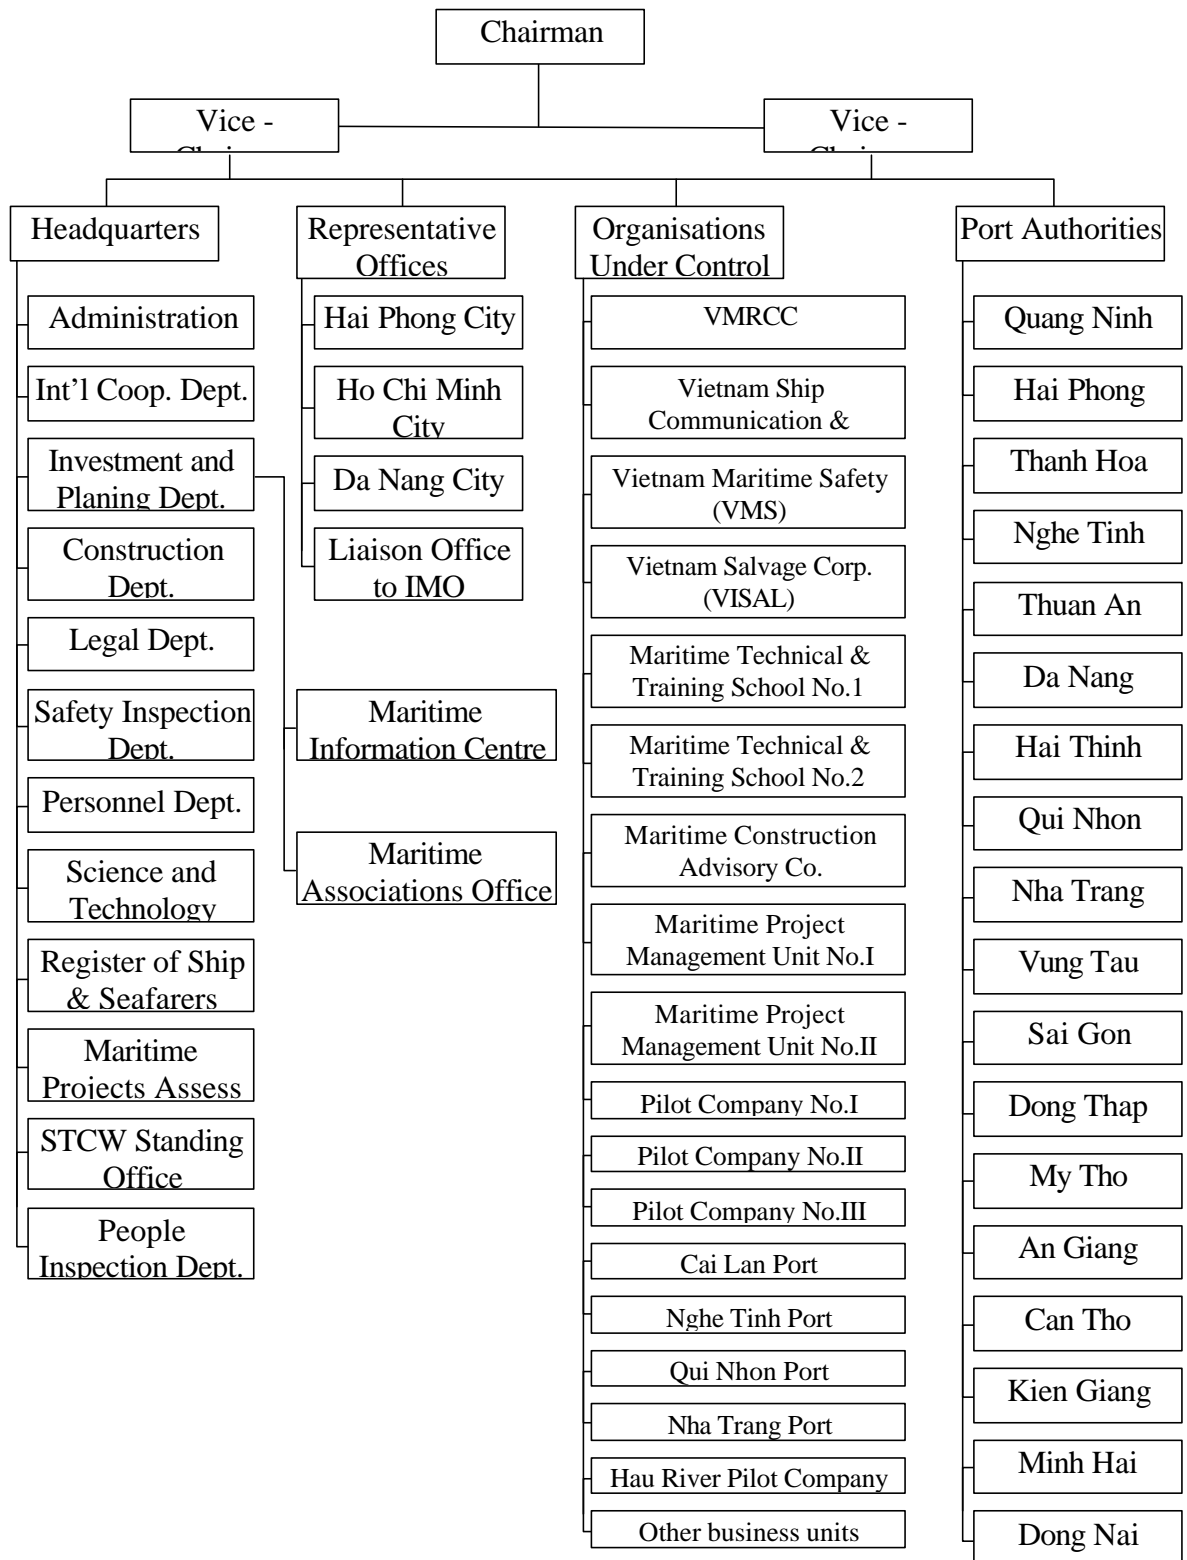 Chairman
Vice -
Vice -
Headquarters
Administration
Int’l Coop. Dept.
Investment and
Planing Dept.
Construction
Dept.
Legal Dept.
Safety Inspection
Dept.
Personnel Dept.
Science and
Technology
Register of Ship
& Seafarers
Maritime
Projects Assess
STCW Standing
Office
People
Inspection Dept.
Representative
Offices
Hai Phong City
Ho Chi Minh
City
Da Nang City
Liaison Office
to IMO
Maritime
Information Centre
Maritime
Associations Office
Organisations
Under Control
VMRCC
Vietnam Ship
Communication &
Vietnam Maritime Safety
(VMS)
Vietnam Salvage Corp.
(VISAL)
Maritime Technical &
Training School No.1
Maritime Technical &
Training School No.2
Maritime Construction
Advisory Co.
Maritime Project
Management Unit No.I
Maritime Project
Management Unit No.II
Pilot Company No.I
Pilot Company No.II
Pilot Company No.III
Cai Lan Port
Nghe Tinh Port
Qui Nhon Port
Nha Trang Port
Hau River Pilot Company
Other business units
Port Authorities
Quang Ninh
Hai Phong
Thanh Hoa
Nghe Tinh
Thuan An
Da Nang
Hai Thinh
Qui Nhon
Nha Trang
Vung Tau
Sai Gon
Dong Thap
My Tho
An Giang
Can Tho
Kien Giang
Minh Hai
Dong Nai